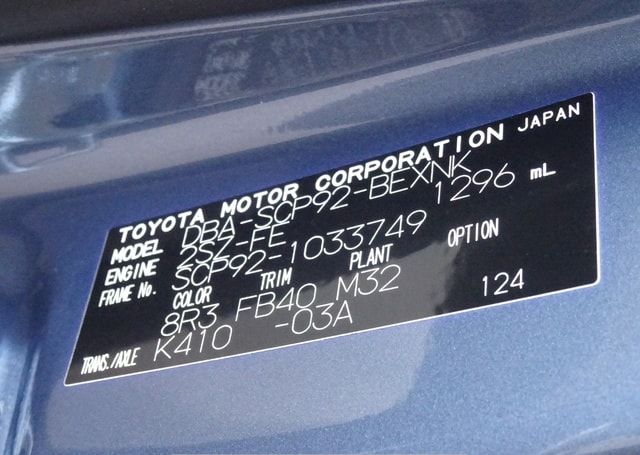 TOYOTA MOTOR CORPORATION JAPAN
MODEL DBA-SCP92-BEXNK
ENGINE 2SZ-FE 1296 mL
FRAME No. SCP92-1033749
COLOR TRIM PLANT OPTION
8R3 FB40 M32
TRANS./AXLE K410 -03A 124